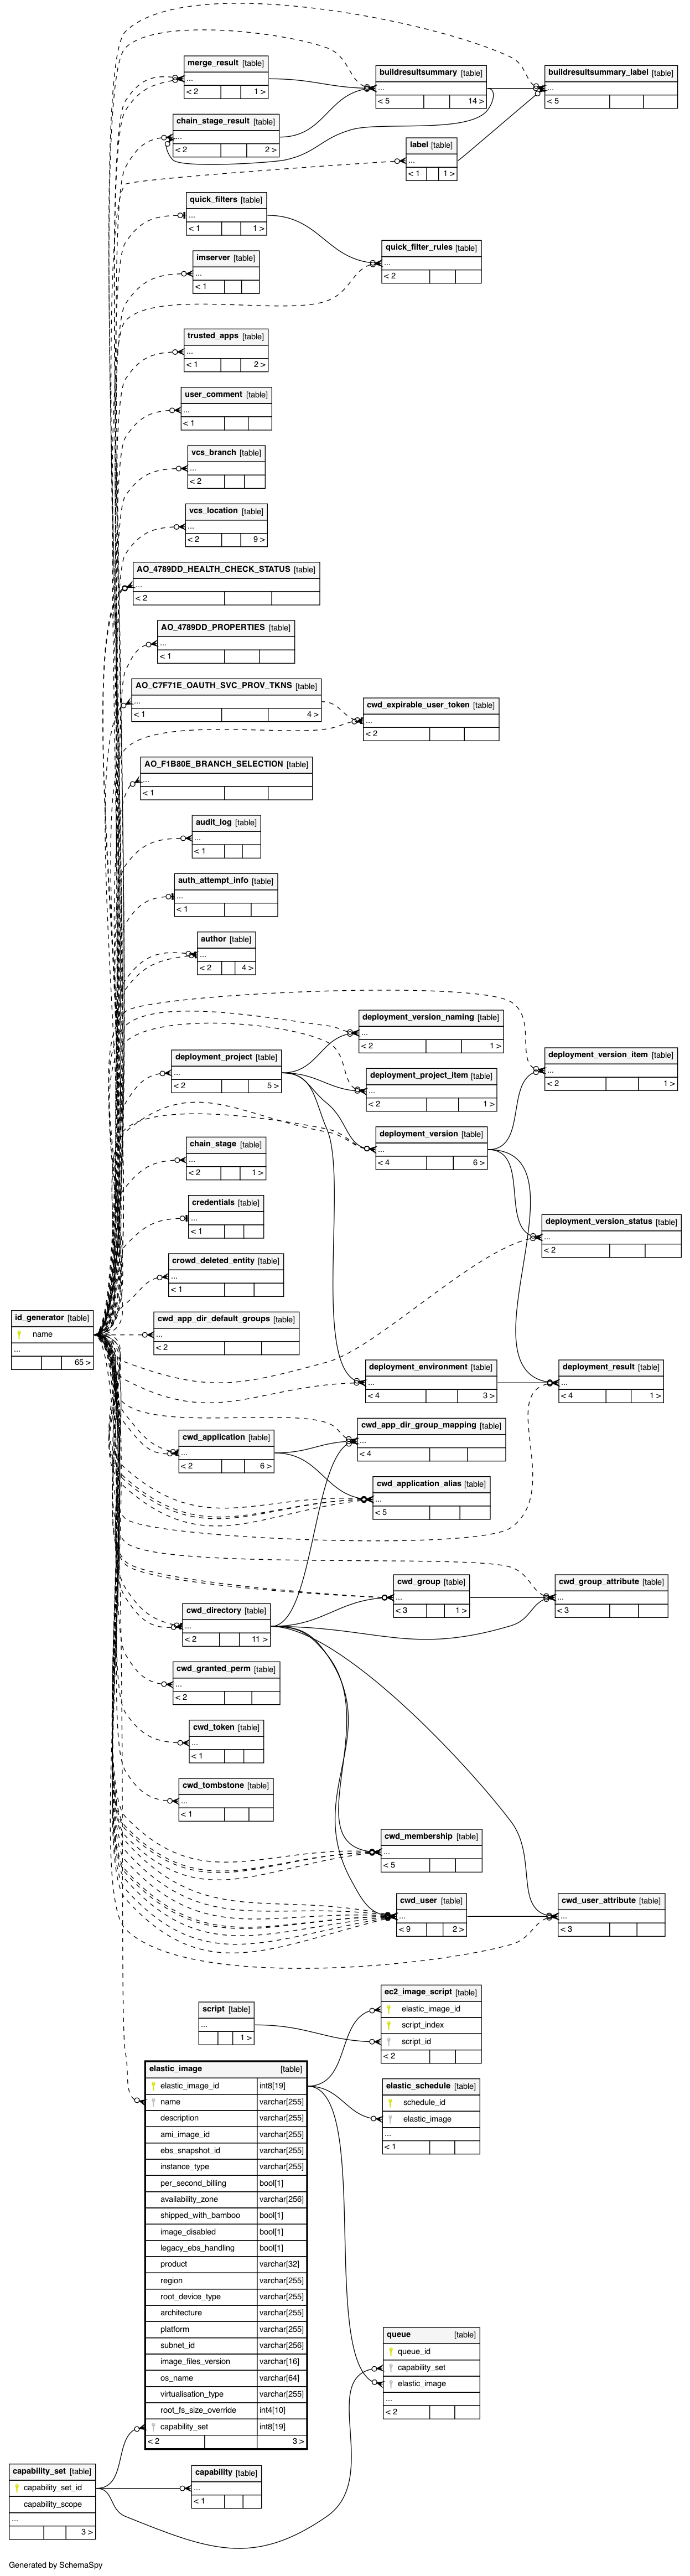 merge_result [table]
...
< 2 1 >
buildresultsummary [table]
...
< 5 14 >
buildresultsummary_label [table]
...
< 5
chain_stage_result [table]
...
< 2 2 >
label [table]
...
< 1 1 >
quick_filters [table]
...
< 1 1 >
quick_filter_rules [table]
...
< 2
imserver [table]
...
< 1
trusted_apps [table]
...
< 1 2 >
user_comment [table]
...
< 1
vcs_branch [table]
...
< 2
vcs_location [table]
...
< 2 9 >
AO_4789DD_HEALTH_CHECK_STATUS [table]
...
< 2
AO_4789DD_PROPERTIES [table]
...
< 1
AO_C7F71E_OAUTH_SVC_PROV_TKNS [table]
...
< 1 4 >
cwd_expirable_user_token [table]
...
< 2
AO_F1B80E_BRANCH_SELECTION [table]
...
< 1
audit_log [table]
...
< 1
auth_attempt_info [table]
...
< 1
author [table]
...
< 2 4 >
deployment_version_naming [table]
...
< 2 1 >
deployment_project [table]
...
< 2 5 >
deployment_version_item [table]
...
< 2 1 >
deployment_project_item [table]
...
< 2 1 >
deployment_version [table]
...
< 4 6 >
chain_stage [table]
...
< 2 1 >
credentials [table]
...
< 1
deployment_version_status [table]
...
< 2
crowd_deleted_entity [table]
...
< 1
id_generator [table]
name
...
65 >
cwd_app_dir_default_groups [table]
...
< 2
deployment_environment [table]
...
< 4 3 >
deployment_result [table]
...
< 4 1 >
cwd_app_dir_group_mapping [table]
...
< 4
cwd_application [table]
...
< 2 6 >
cwd_application_alias [table]
...
< 5
cwd_group [table]
...
< 3 1 >
cwd_group_attribute [table]
...
< 3
cwd_directory [table]
...
< 2 11 >
cwd_granted_perm [table]
...
< 2
cwd_token [table]
...
< 1
cwd_tombstone [table]
...
< 1
cwd_membership [table]
...
< 5
cwd_user [table]
...
< 9 2 >
cwd_user_attribute [table]
...
< 3
script [table]
...
1 >
ec2_image_script [table]
elastic_image_id
script_index
script_id
< 2
elastic_image [table]
elastic_image_id int8[19]
name varchar[255]
description varchar[255]
ami_image_id varchar[255]
ebs_snapshot_id varchar[255]
instance_type varchar[255]
per_second_billing bool[1]
availability_zone varchar[256]
shipped_with_bamboo bool[1]
image_disabled bool[1]
legacy_ebs_handling bool[1]
product varchar[32]
region varchar[255]
root_device_type varchar[255]
architecture varchar[255]
platform varchar[255]
subnet_id varchar[256]
image_files_version varchar[16]
os_name varchar[64]
virtualisation_type varchar[255]
root_fs_size_override int4[10]
capability_set int8[19]
< 2 3 >
elastic_schedule [table]
schedule_id
elastic_image
...
< 1
queue [table]
queue_id
capability_set
elastic_image
...
< 2
capability_set [table]
capability_set_id
capability_scope
...
3 >
capability [table]
...
< 1
Generated by SchemaSpy